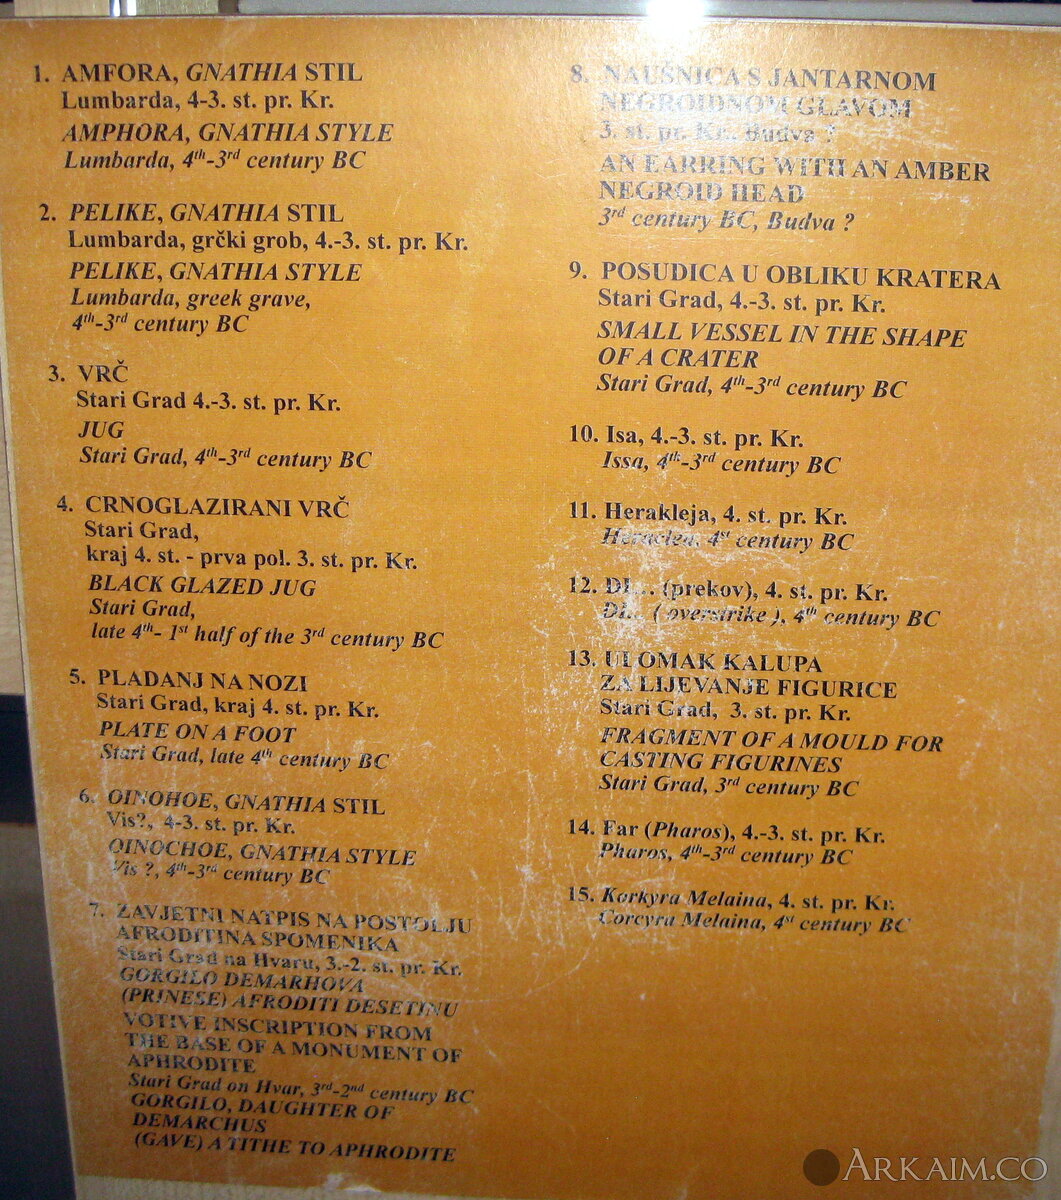 1. AMFORA, GNATHIA STIL
Lumbarda, 4-3. st. pr. Kr.
AMPHORA, GNATHIA STYLE
Lumbarda, 4th-3rd century BC
2. PELIKE, GNATHIA STIL
Lumbarda, grčki grob, 4.-3. st. pr. Kr.
PELIKE, GNATHIA STYLE
Lumbarda, greek grave,
4th-3rd century BC
3. VRČ
Stari Grad 4.-3. st. pr. Kr.
JUG
Stari Grad, 4th-3rd century BC
4. CRNOGLAZIRANI VRČ
Stari Grad,
kraj 4. st. - prva pol. 3. st. pr. Kr.
BLACK GLAZED JUG
Stari Grad,
late 4th- 1st half of the 3rd century BC
5. PLADANJ NA NOZI
Stari Grad, kraj 4. st. pr. Kr.
PLATE ON A FOOT
Stari Grad, late 4th century BC
6. OINOHOE, GNATHIA STIL
Vis?, 4-3. st. pr. Kr.
OINOCHOE, GNATHIA STYLE
Vis ?, 4th-3rd century BC
7. ZAVJETNI NATPIS NA POSTOLJU
AFRODITINA SPOMENIKA
Stari Grad na Hvaru, 3.-2. st. pr. Kr.
GORGILO DEMARHOVA
(PRINESE) AFRODITI DESETINU
VOTIVE INSCRIPTION FROM
THE BASE OF A MONUMENT OF
APHRODITE
Stari Grad on Hvar, 3rd-2nd century BC
GORGILO, DAUGHTER OF
DEMARCHUS
(GAVE) A TITHE TO APHRODITE
8. NAUŠNICA S JANTARNOM
NEGROIDNOM GLAVOM
3. st. pr. Kr., Budva ?
AN EARRING WITH AN AMBER
NEGROID HEAD
3rd century BC, Budva ?
9. POSUDICA U OBLIKU KRATERA
Stari Grad, 4.-3. st. pr. Kr.
SMALL VESSEL IN THE SHAPE
OF A CRATER
Stari Grad, 4th-3rd century BC
10. Isa, 4.-3. st. pr. Kr.
Issa, 4th-3rd century BC
11. Herakleja, 4. st. pr. Kr.
Heraclea, 4st century BC
12. DI... (prekov), 4. st. pr. Kr.
DI... ( overstrike ), 4th century BC
13. ULOMAK KALUPA
ZA LIJEVANJE FIGURICE
Stari Grad, 3. st. pr. Kr.
FRAGMENT OF A MOULD FOR
CASTING FIGURINES
Stari Grad, 3rd century BC
14. Far (Pharos), 4.-3. st. pr. Kr.
Pharos, 4th-3rd century BC
15. Korkyra Melaina, 4. st. pr. Kr.
Corcyra Melaina, 4st century BC
ARKAIM.CO